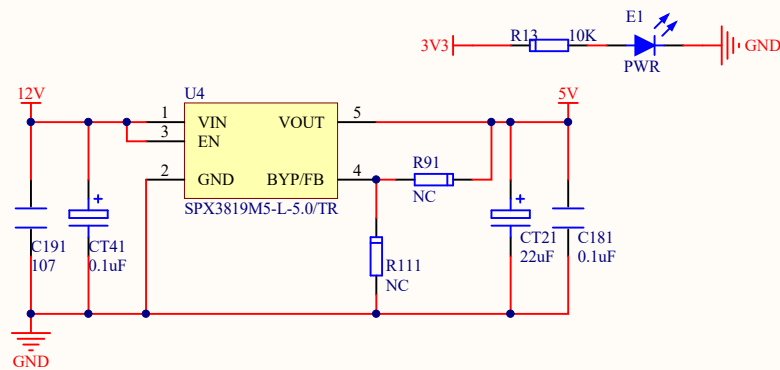 E1
3V3
R13
10K
GND
PWR
12V
U4
5V
1
VIN
VOUT
5
3
EN
R91
2
GND
BYP/FB
4
NC
SPX3819M5-L-5.0/TR
+
+
C191
107
CT41
0.1uF
R111
NC
CT21
22uF
C181
0.1uF
GND